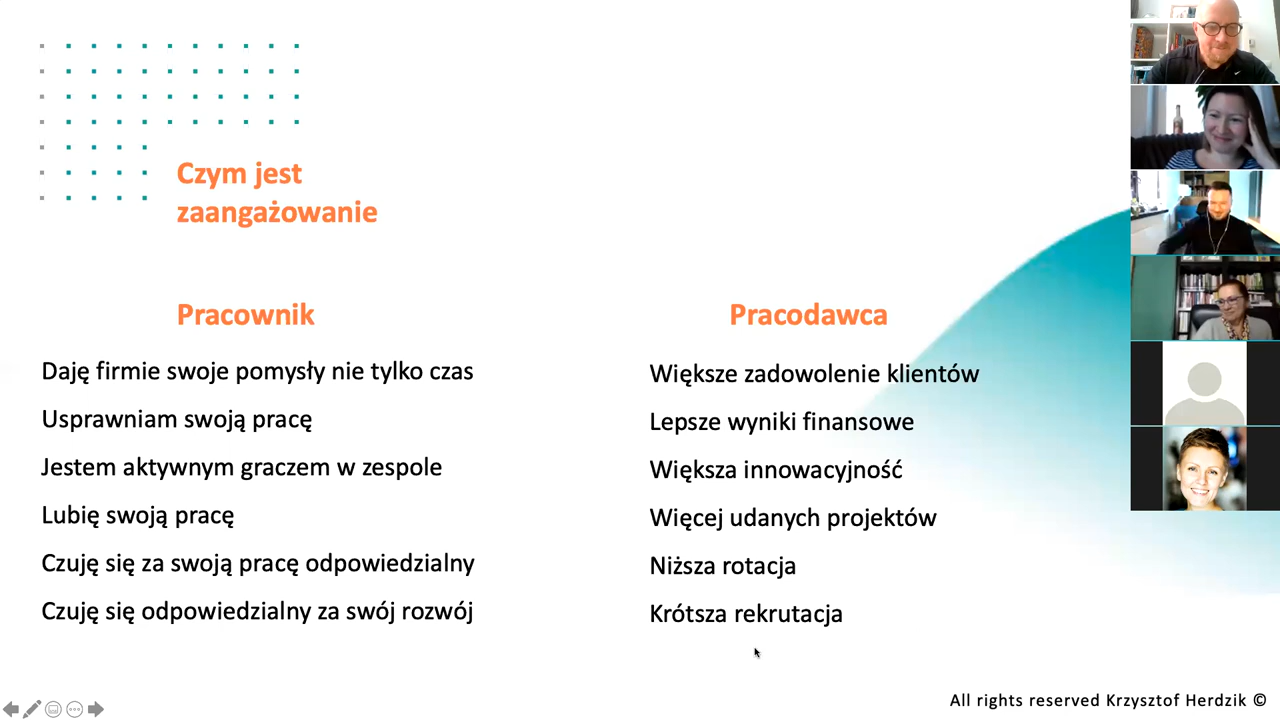 Czym jest
zaangażowanie
Pracownik
Daję firmie swoje pomysły nie tylko czas
Usprawniam swoją pracę
Jestem aktywnym graczem w zespole
Lubię swoją pracę
Czuję się za swoją pracę odpowiedzialny
Czuję się odpowiedzialny za swój rozwój
Pracodawca
Większe zadowolenie klientów
Lepsze wyniki finansowe
Większa innowacyjność
Więcej udanych projektów
Niższa rotacja
Krótsza rekrutacja
All rights reserved Krzysztof Herdzik ©